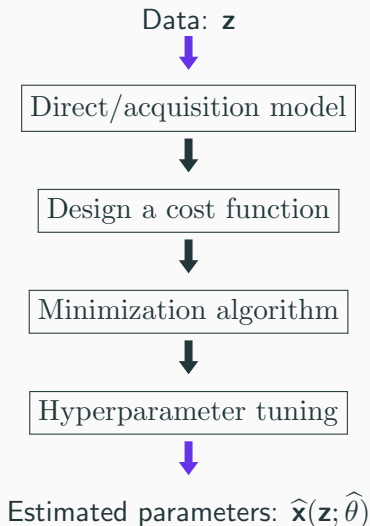 Data: z
Direct/acquisition model
Design a cost function
Minimization algorithm
Hyperparameter tuning
Estimated parameters: x̂(z; θ̂)